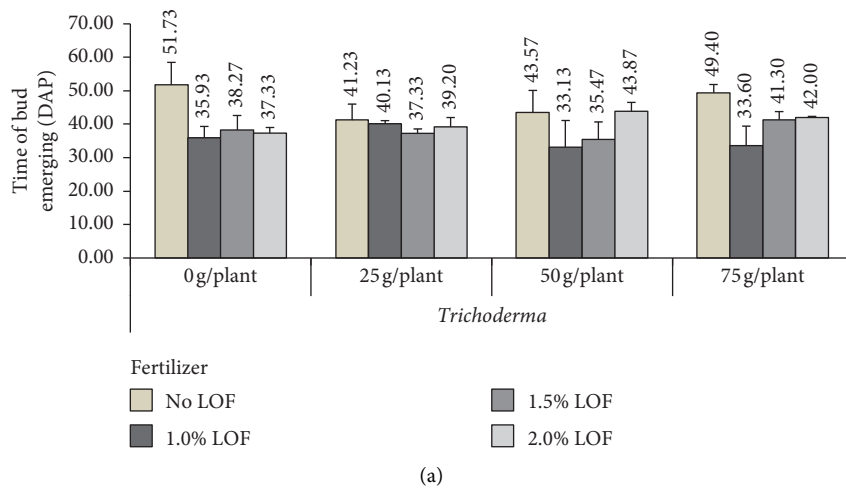 Time of bud
emerging (DAP)
70.00
60.00
50.00
40.00
30.00
20.00
10.00
0.00
51.73
35.93
38.27
37.33
41.23
40.13
37.33
39.20
43.57
33.13
35.47
43.87
49.40
33.60
41.30
42.00
0 g/plant
25 g/plant
50 g/plant
75 g/plant
Trichoderma
Fertilizer
No LOF
1.0% LOF
1.5% LOF
2.0% LOF
(a)